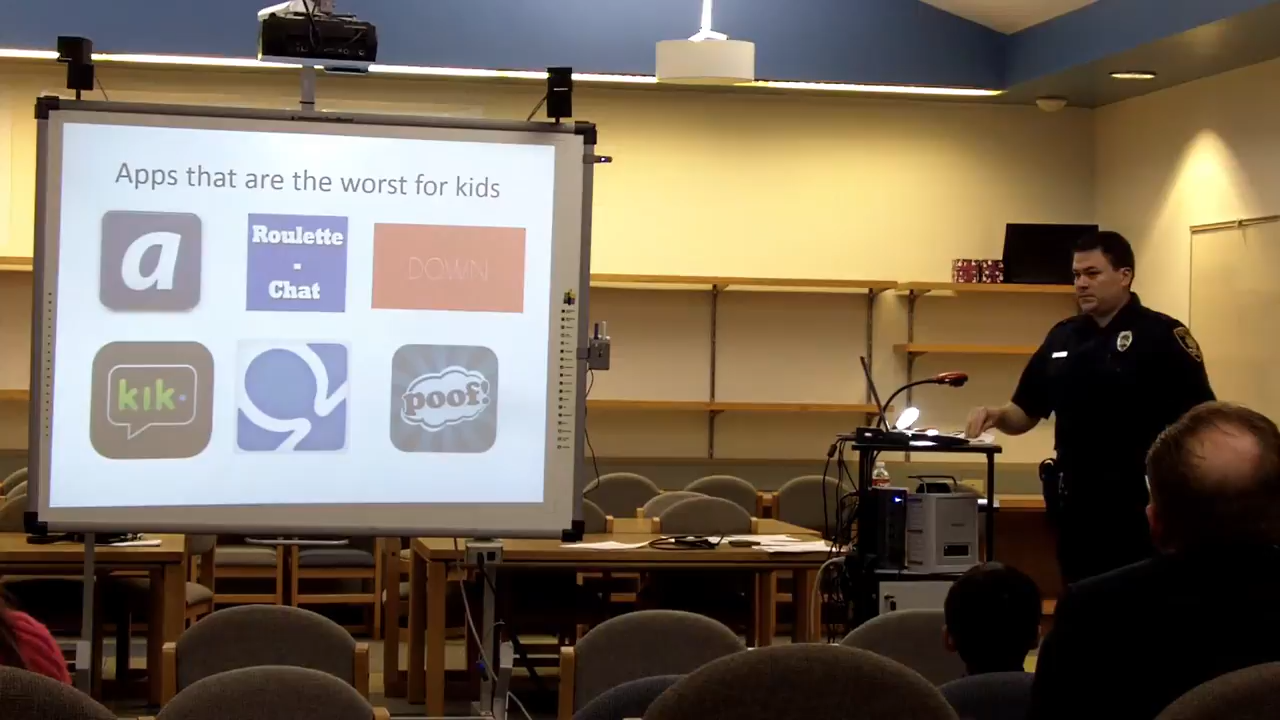 Apps that are the worst for kids
a
Roulette
-
Chat
DOWN
kik
poof!